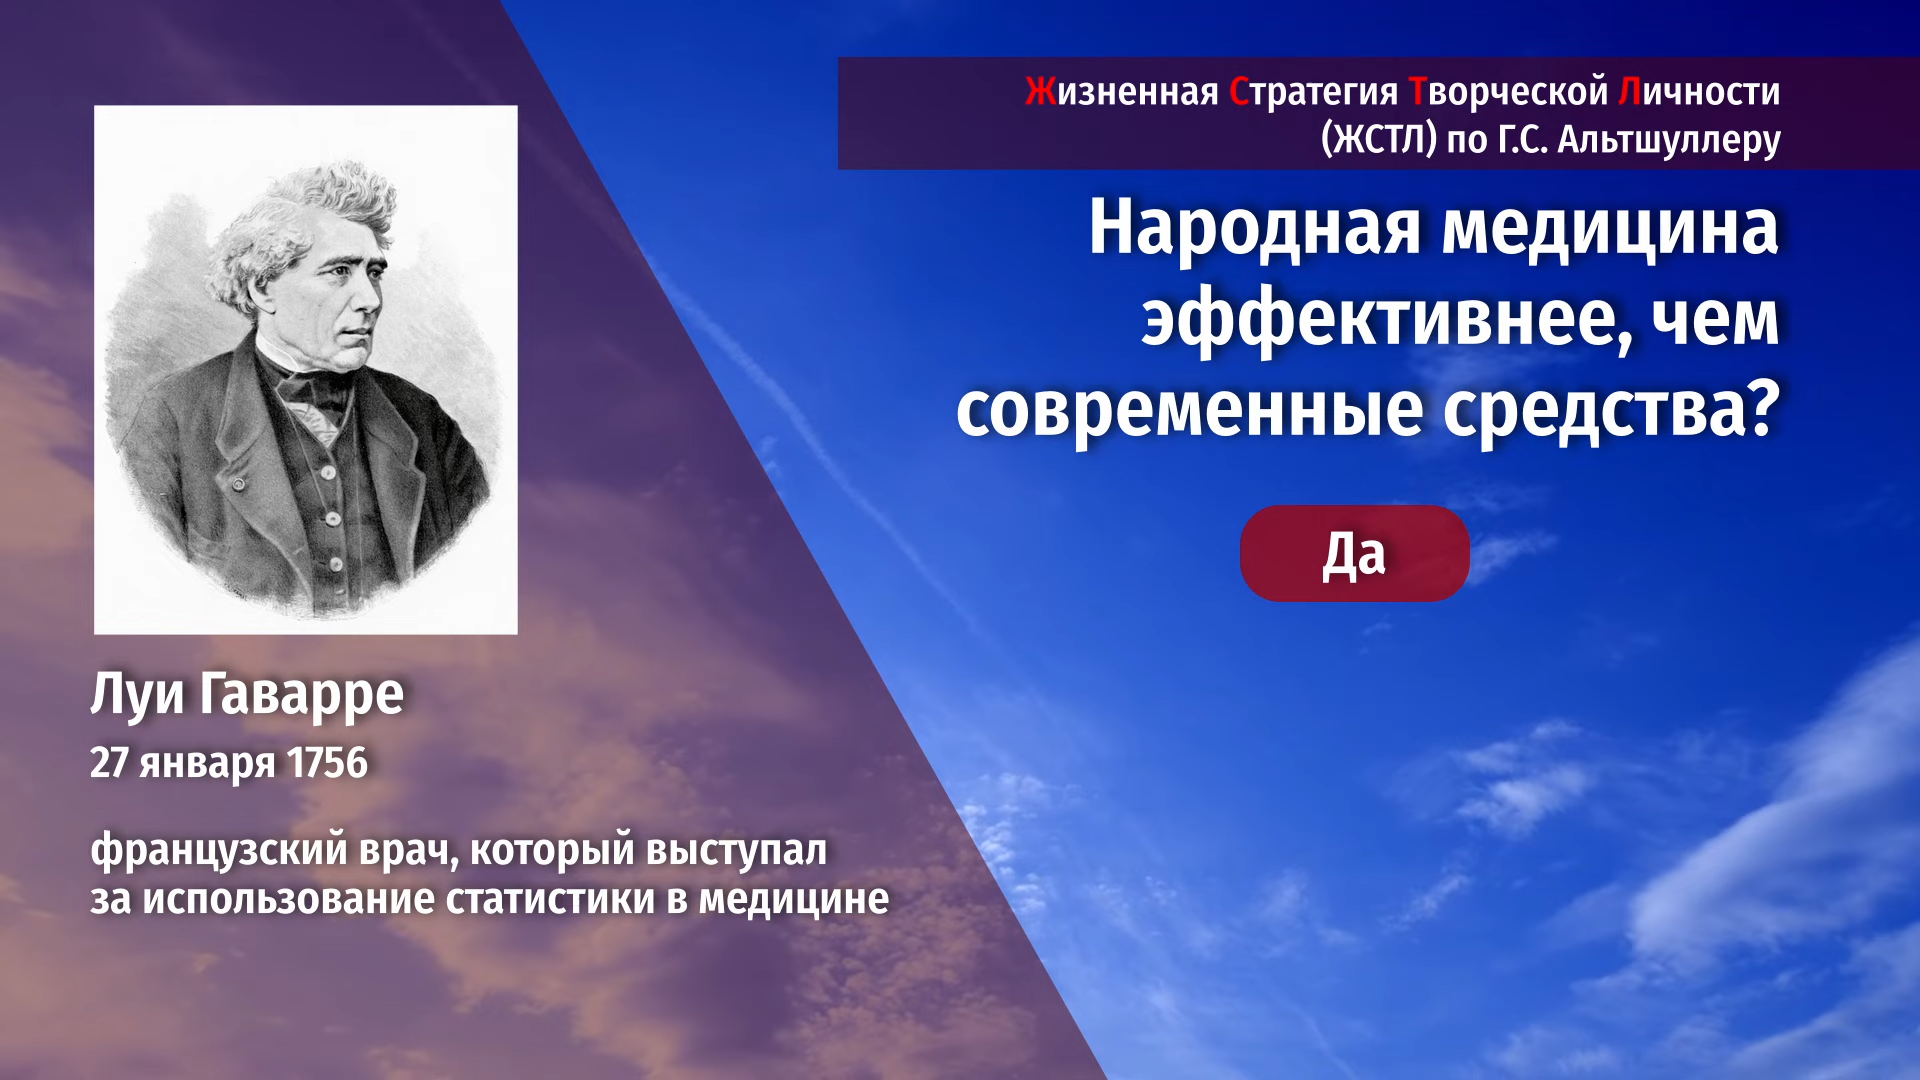 Жизненная Стратегия Творческой Личности
(ЖСТЛ) по Г.С. Альтшуллеру
Народная медицина
эффективнее, чем
современные средства?
Да
Луи Гаварре
27 января 1756
французский врач, который выступал
за использование статистики в медицине